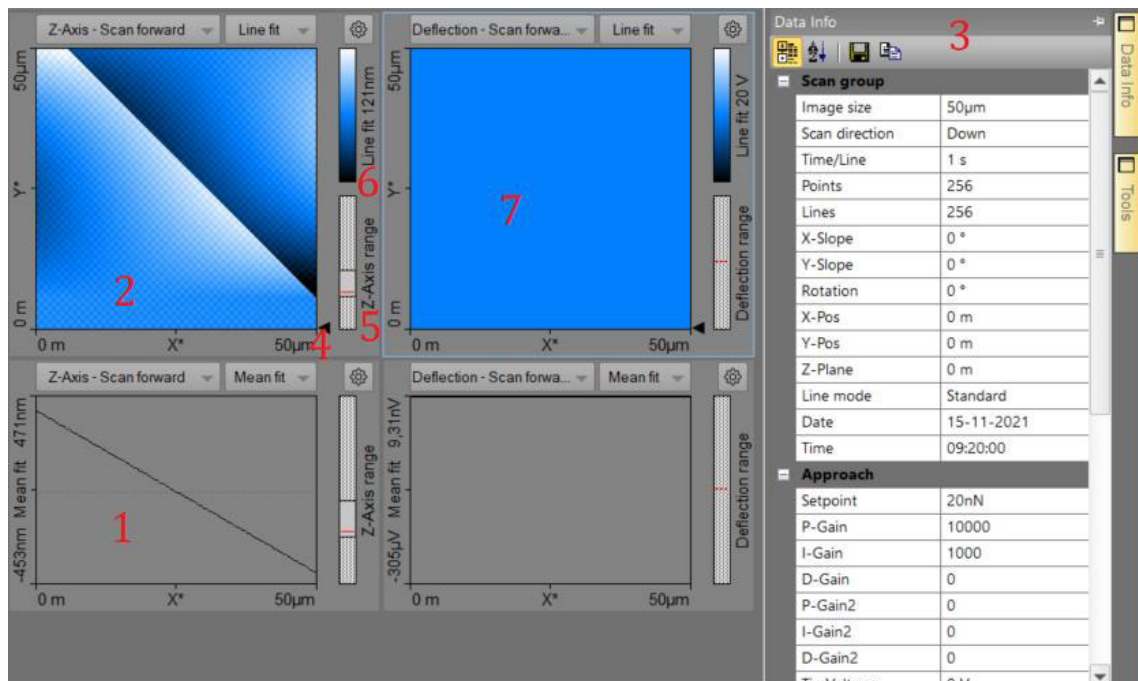 Z-Axis - Scan forward
Line fit
50µm
Y*
0 m
0 m
X*
50µm
Line fit 121nm
Z-Axis range
2
4
5
6
Deflection - Scan forwa...
Line fit
50µm
Y*
0 m
0 m
X*
50µm
Line fit 20 V
Deflection range
7
Z-Axis - Scan forward
Mean fit
-453nm Mean fit 471nm
0 m
X*
50µm
Z-Axis range
1
Deflection - Scan forwa...
Mean fit
-305µV Mean fit 9,31nV
0 m
X*
50µm
Deflection range
Data Info
3
Scan group
Image size 50µm
Scan direction Down
Time/Line 1 s
Points 256
Lines 256
X-Slope 0 °
Y-Slope 0 °
Rotation 0 °
X-Pos 0 m
Y-Pos 0 m
Z-Plane 0 m
Line mode Standard
Date 15-11-2021
Time 09:20:00
Approach
Setpoint 20nN
P-Gain 10000
I-Gain 1000
D-Gain 0
P-Gain2 0
I-Gain2 0
D-Gain2 0
Data Info
Tools